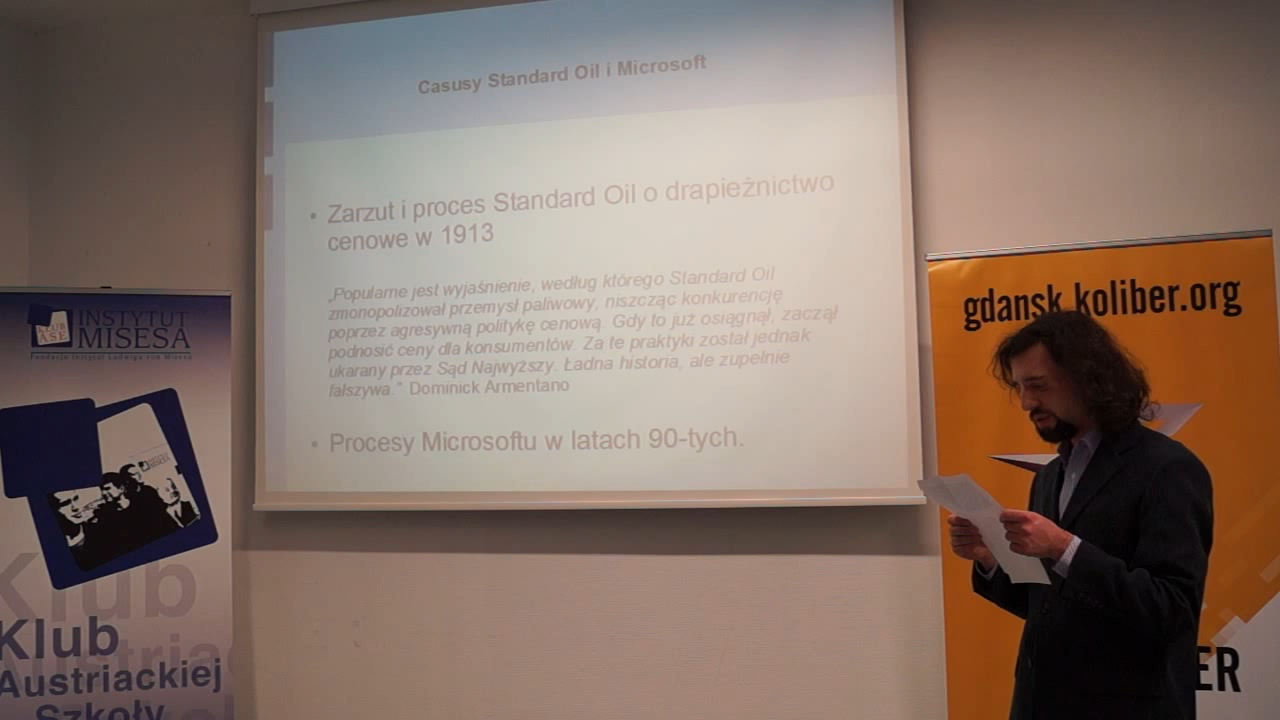 Casusy Standard Oil i Microsoft
• Zarzut i proces Standard Oil o drapieżnictwo
cenowe w 1913
„Popularne jest wyjaśnienie, według którego Standard Oil
zmonopolizował przemysł paliwowy, niszcząc konkurencję
poprzez agresywną politykę cenową. Gdy to już osiągnął, zaczął
podnosić ceny dla konsumentów. Za te praktyki został jednak
ukarany przez Sąd Najwyższy. Ładna historia, ale zupełnie
fałszywa." Dominick Armentano
• Procesy Microsoftu w latach 90-tych.
KLUB
ASE
INSTYTUT
MISESA
Fundacja Instytut Ludwiga von Misesa
Klub
Klub
Austriackiej
Szkoły
gdansk.koliber.org
ER